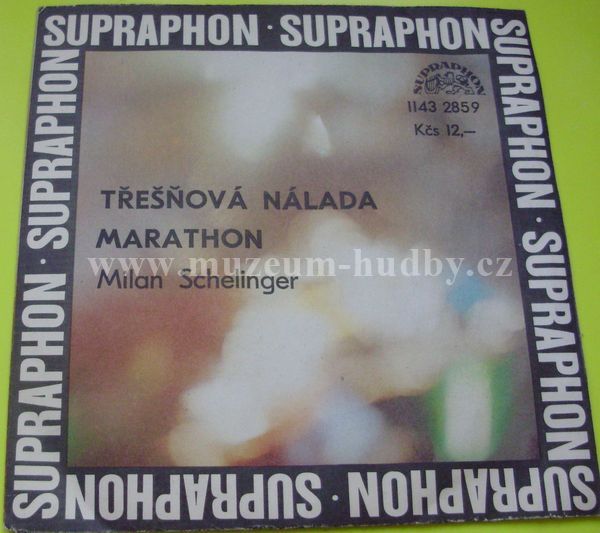 SUPRAPHON · SUPRAPHON
SUPRAPHON · SUPRAPHON
SUPRAPHON · SUPRAPHON
SUPRAPHON · SUPRAPHON
SUPRAPHON
1143 2859
Kčs 12,—
TŘEŠŇOVÁ NÁLADA
MARATHON
www.muzeum-hudby.cz
Milan Schelinger